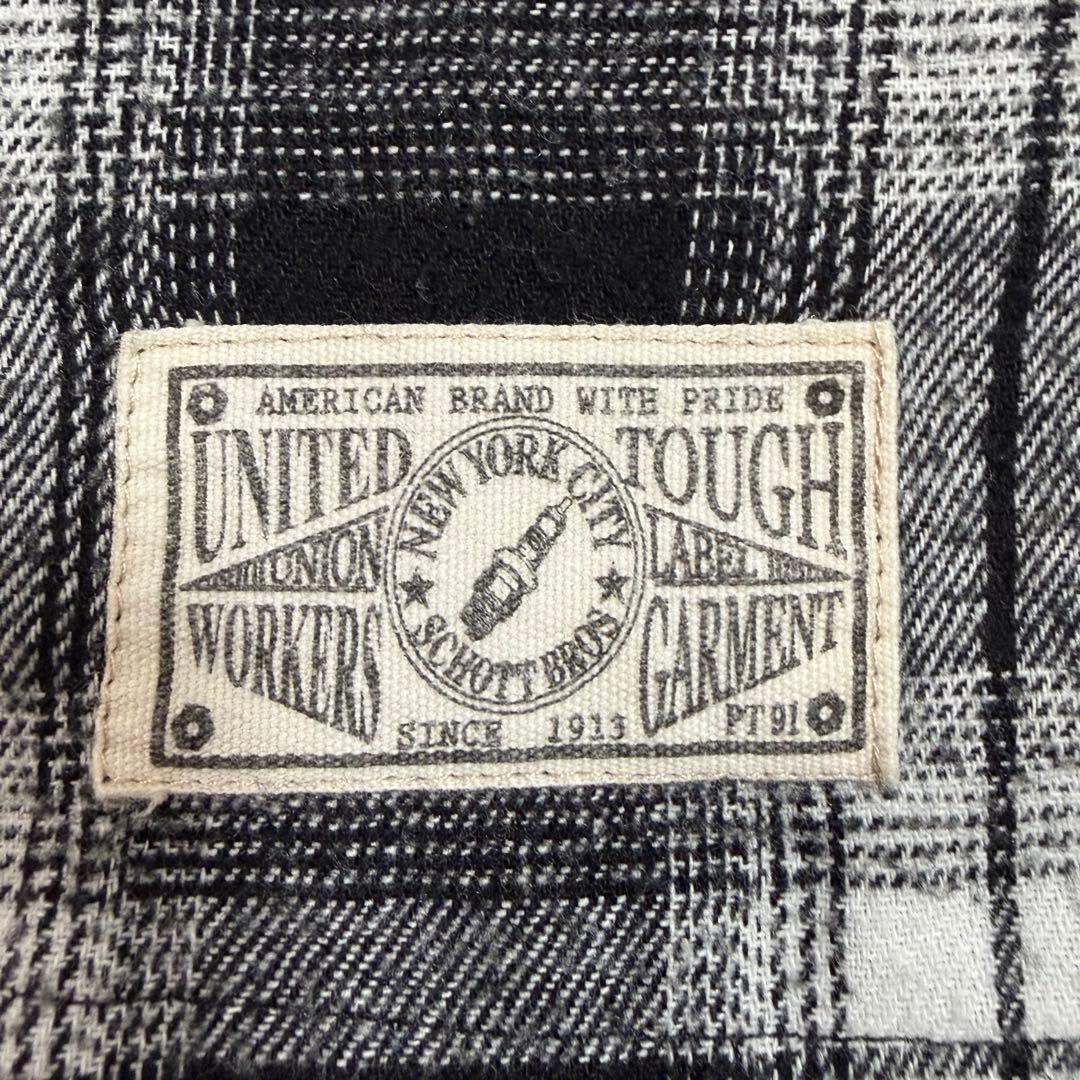 AMERICAN BRAND WITH PRIDE
UNITED TOUGH
NEW YORK CITY
UNION LABEL
WORKERS GARMENT
SCHOTT BROS
SINCE 1913
PT91